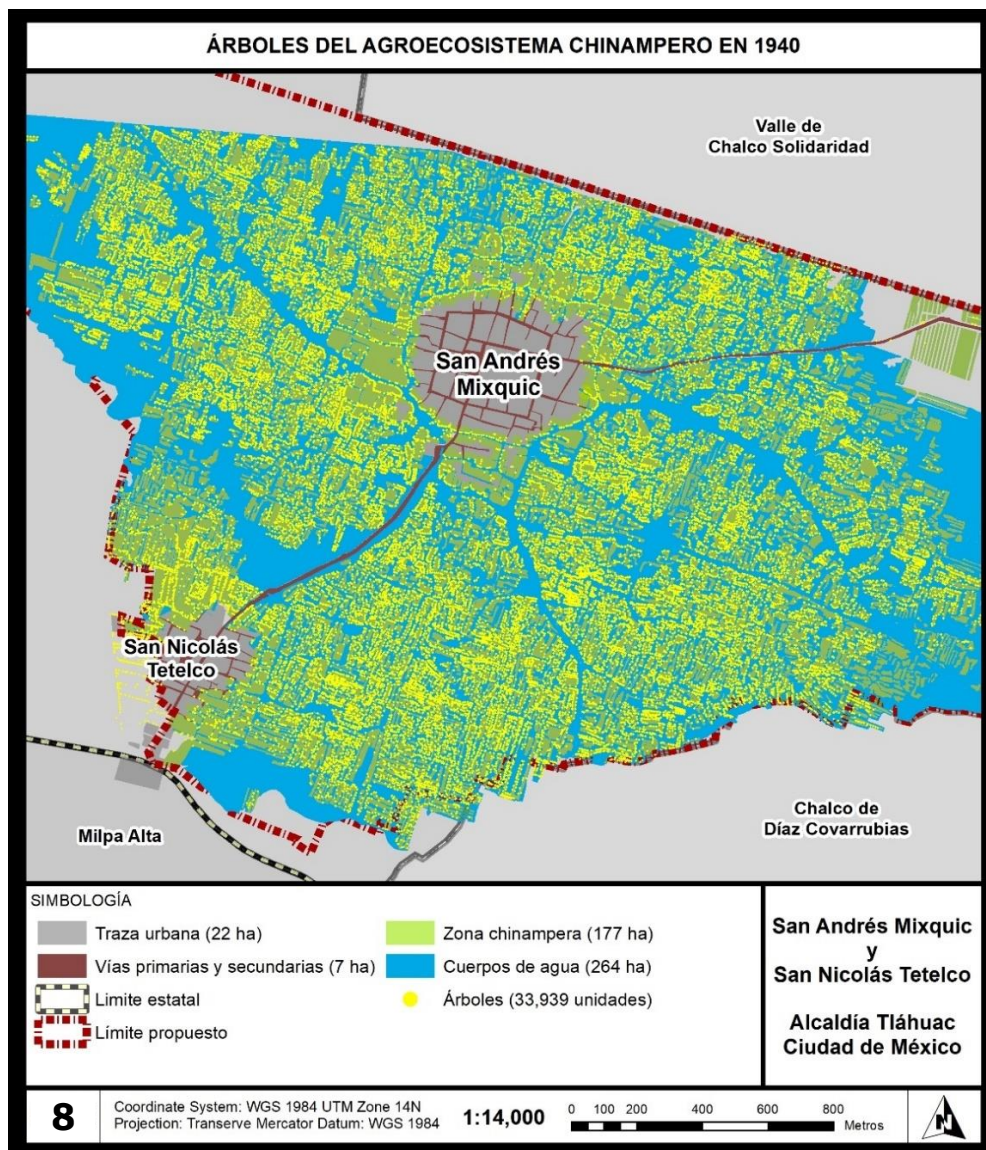 ÁRBOLES DEL AGROECOSISTEMA CHINAMPERO EN 1940
Valle de
Chalco Solidaridad
San Andrés
Mixquic
San Nicolás
Tetelco
Milpa Alta
Chalco de
Díaz Covarrubias
SIMBOLOGÍA
Traza urbana (22 ha)
Vías primarias y secundarias (7 ha)
Limite estatal
Límite propuesto
Zona chinampera (177 ha)
Cuerpos de agua (264 ha)
Árboles (33,939 unidades)
San Andrés Mixquic
y
San Nicolás Tetelco
Alcaldía Tláhuac
Ciudad de México
8
Coordinate System: WGS 1984 UTM Zone 14N
Projection: Transerve Mercator Datum: WGS 1984
1:14,000
0 100 200 400 600 800
Metros
N